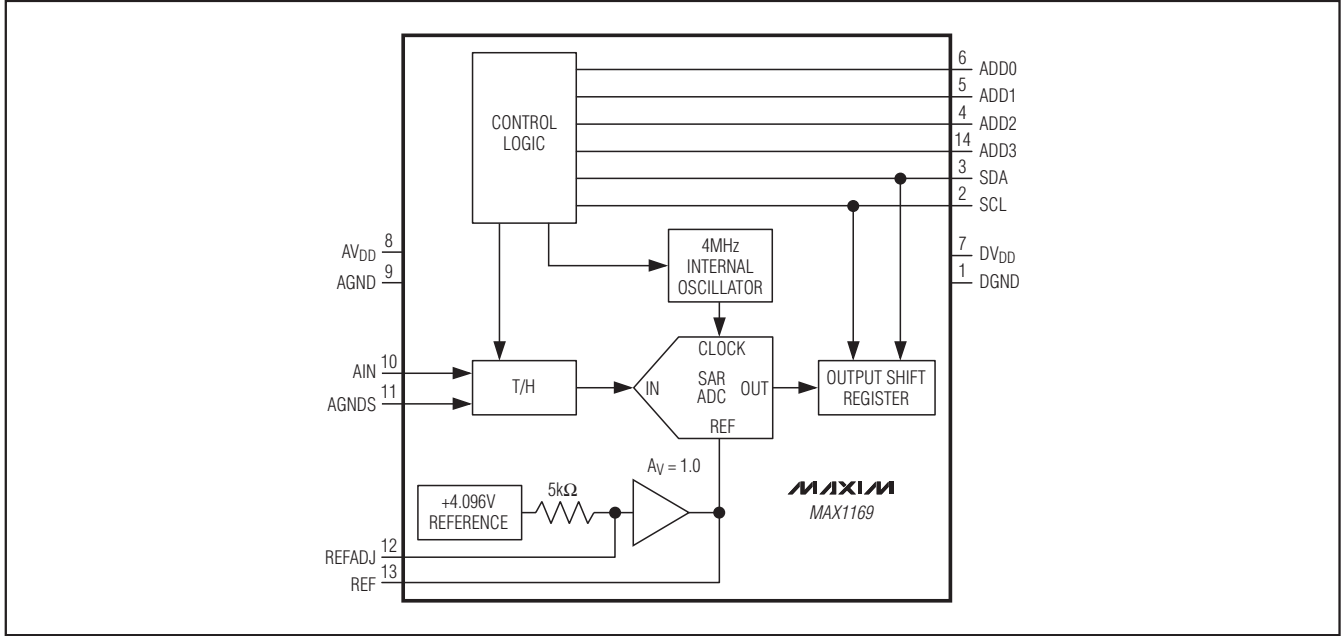 CONTROL
LOGIC
6 ADD0
5 ADD1
4 ADD2
14 ADD3
3 SDA
2 SCL
AVDD 8
AGND 9
4MHz
INTERNAL
OSCILLATOR
7 DVDD
1 DGND
AIN 10
AGNDS 11
T/H
CLOCK
IN
SAR
ADC
OUT
REF
OUTPUT SHIFT
REGISTER
+4.096V
REFERENCE
5kΩ
AV = 1.0
MAXIM
MAX1169
REFADJ 12
REF 13